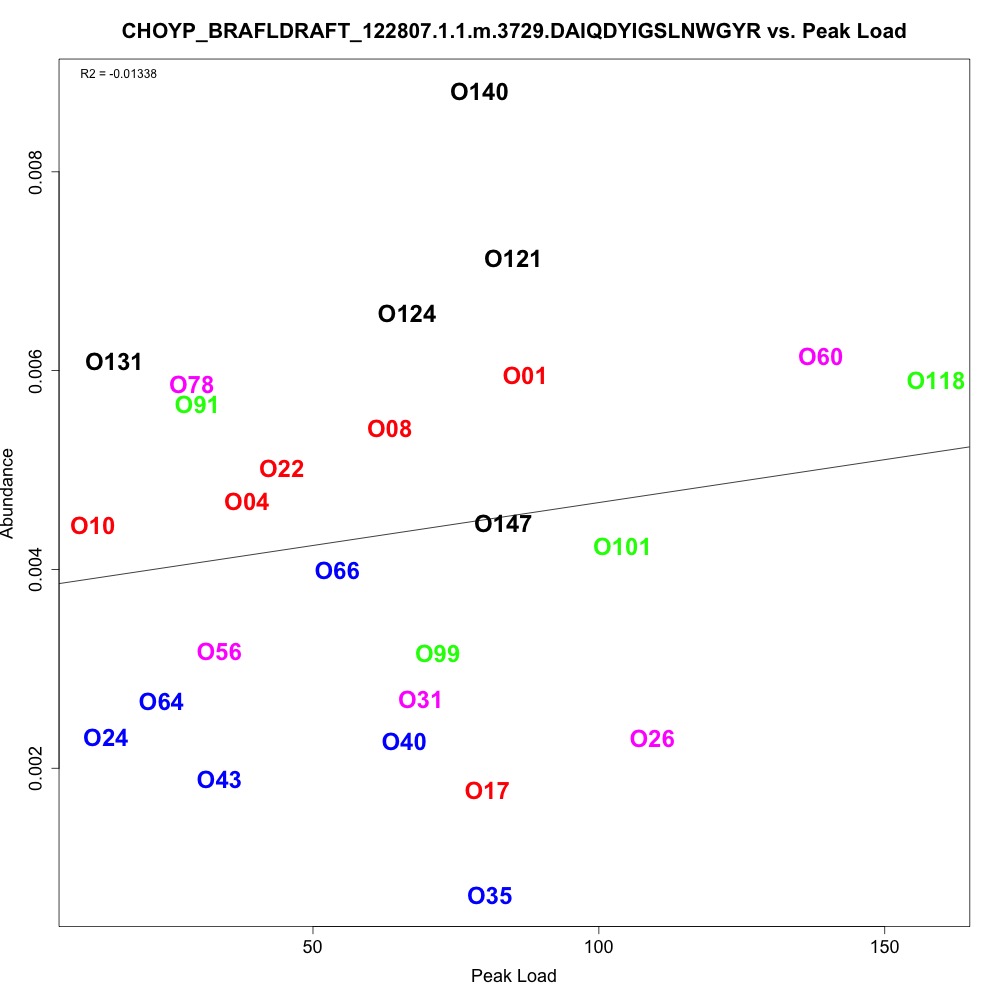 CHOYP_BRAFLDRAFT_122807.1.1.m.3729.DAIQDYIGSLNWGYR vs. Peak Load
R2 = -0.01338
O140
0.008
O121
O124
O131
O60
0.006
O01
O118
O78
O91
O08
O22
O04
Abundance
O10
O147
O101
0.004
O66
O56
O99
O64
O31
O24
O40
O26
0.002
O43
O17
O35
50
100
150
Peak Load